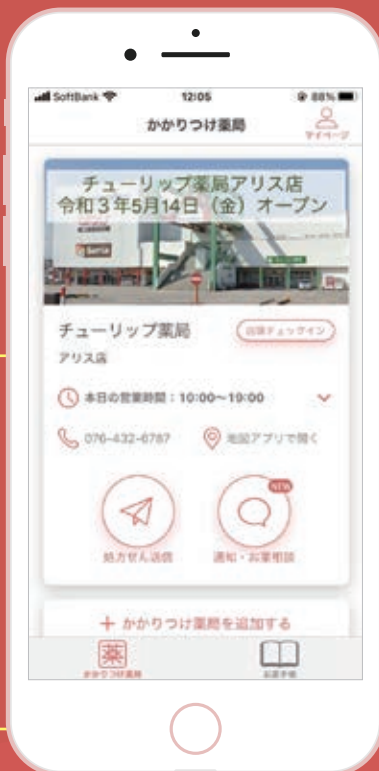 SoftBank 12:05 88%
かかりつけ薬局
マイページ
チューリップ薬局アリス店
令和3年5月14日（金）オープン
チューリップ薬局
店頭チェックイン
アリス店
本日の営業時間：10:00〜19:00
076-432-6787 地図アプリで開く
NEW
処方せん送信 通知・お薬相談
＋ かかりつけ薬局を追加する
薬
かかりつけ薬局 お薬手帳